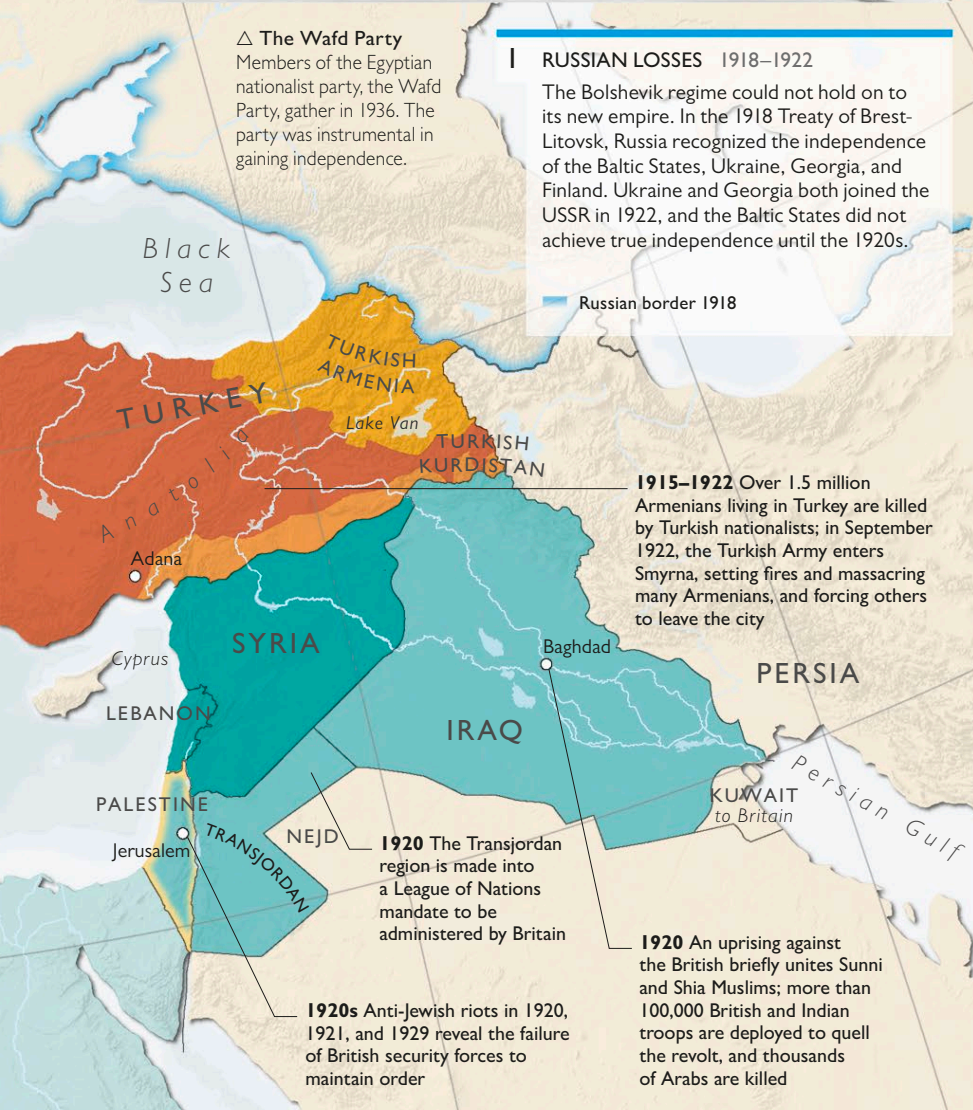 △ The Wafd Party
Members of the Egyptian
nationalist party, the Wafd
Party, gather in 1936. The
party was instrumental in
gaining independence.
1 RUSSIAN LOSSES 1918–1922
The Bolshevik regime could not hold on to
its new empire. In the 1918 Treaty of Brest-
Litovsk, Russia recognized the independence
of the Baltic States, Ukraine, Georgia, and
Finland. Ukraine and Georgia both joined the
USSR in 1922, and the Baltic States did not
achieve true independence until the 1920s.
Russian border 1918
Black
Sea
TURKISH
ARMENIA
TURKEY
Lake Van
Anatolia
TURKISH
KURDISTAN
1915–1922 Over 1.5 million
Armenians living in Turkey are killed
by Turkish nationalists; in September
1922, the Turkish Army enters
Smyrna, setting fires and massacring
many Armenians, and forcing others
to leave the city
Adana
SYRIA
Cyprus
Baghdad
PERSIA
LEBANON
IRAQ
Persian Gulf
KUWAIT
to Britain
PALESTINE
Jerusalem
TRANSJORDAN
NEJD
1920 The Transjordan
region is made into
a League of Nations
mandate to be
administered by Britain
1920 An uprising against
the British briefly unites Sunni
and Shia Muslims; more than
100,000 British and Indian
troops are deployed to quell
the revolt, and thousands
of Arabs are killed
1920s Anti-Jewish riots in 1920,
1921, and 1929 reveal the failure
of British security forces to
maintain order